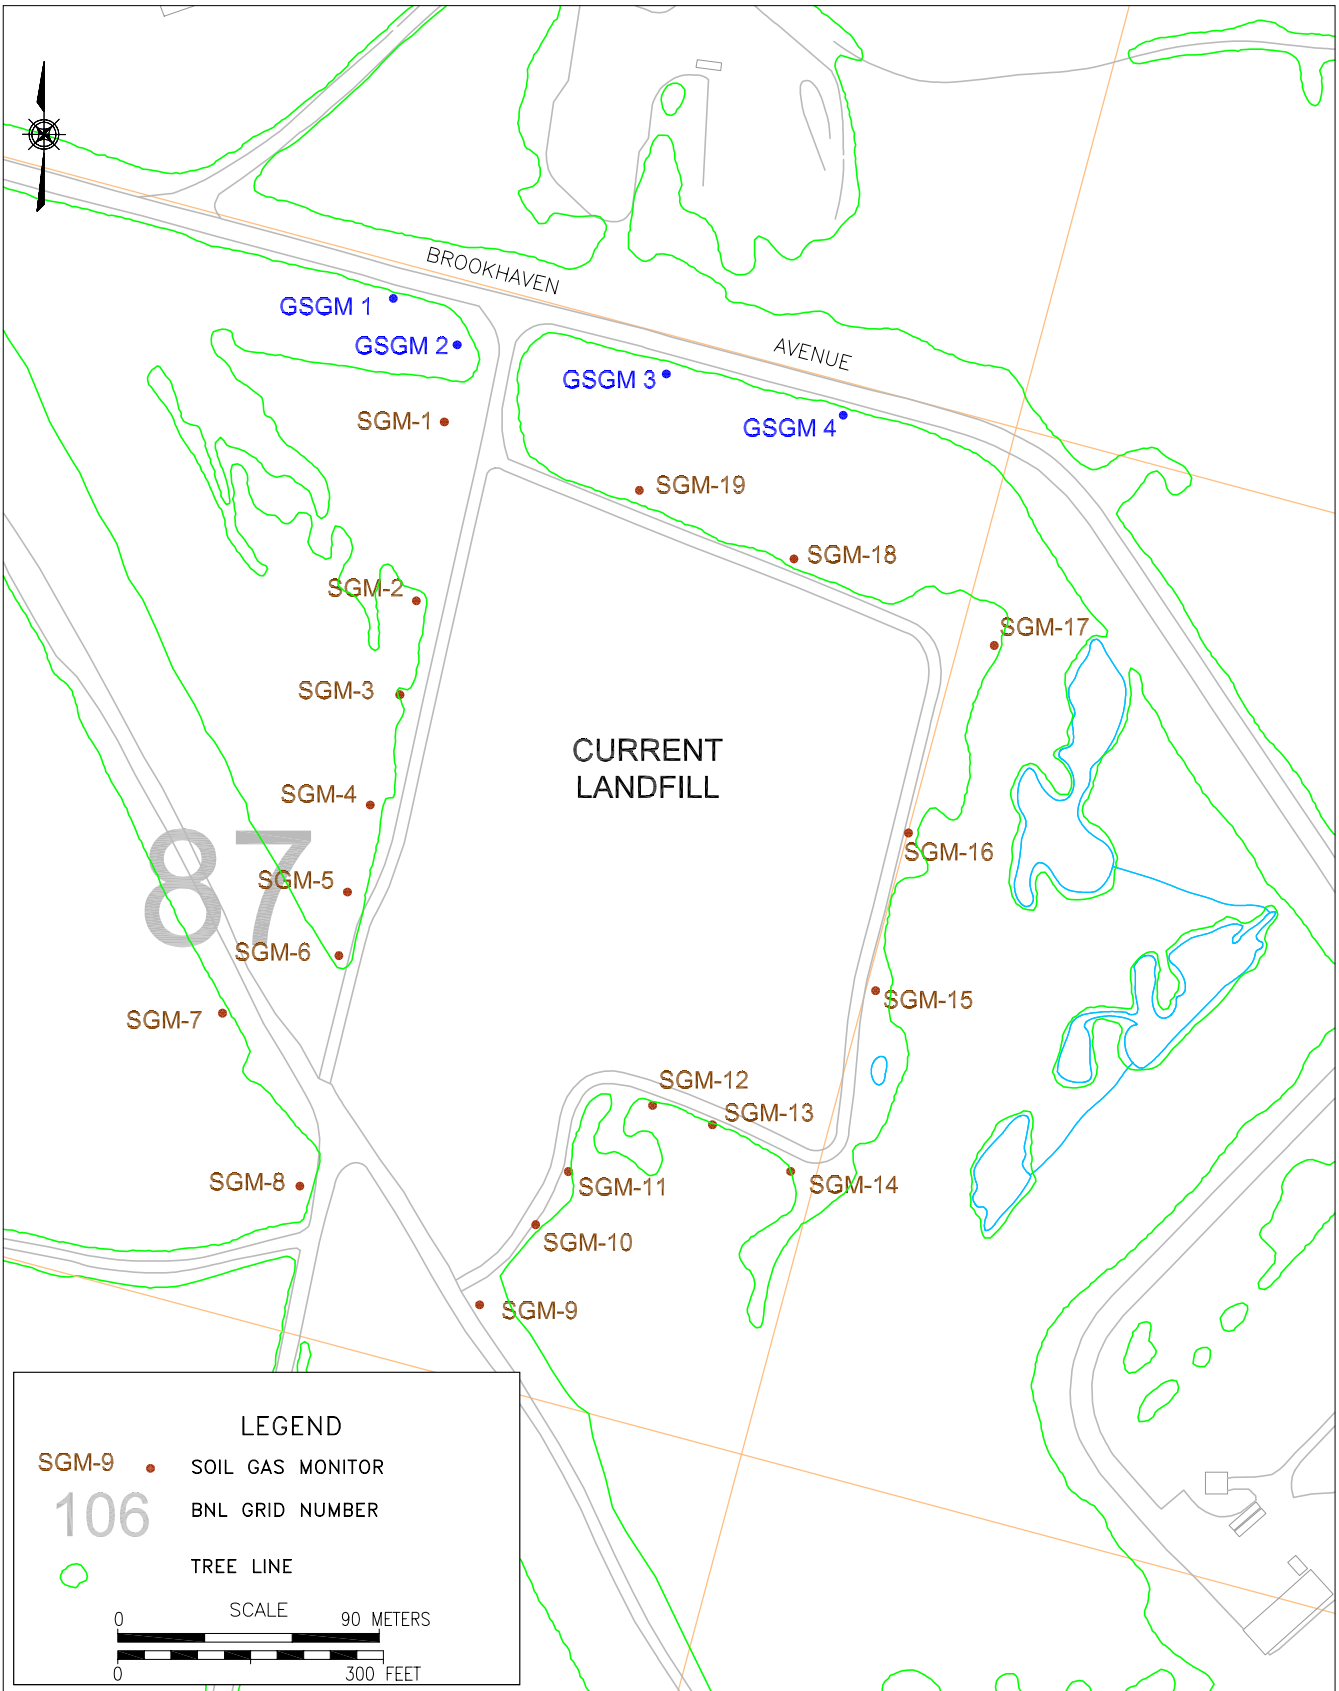 BROOKHAVEN
AVENUE
GSGM 1
GSGM 2
GSGM 3
GSGM 4
SGM-1
SGM-19
SGM-18
SGM-2
SGM-17
SGM-3
CURRENT
LANDFILL
SGM-4
87
SGM-16
SGM-5
SGM-6
SGM-15
SGM-7
SGM-12
SGM-13
SGM-8
SGM-11
SGM-14
SGM-10
SGM-9
LEGEND
SGM-9 SOIL GAS MONITOR
106 BNL GRID NUMBER
TREE LINE
SCALE
0 90 METERS
0 300 FEET